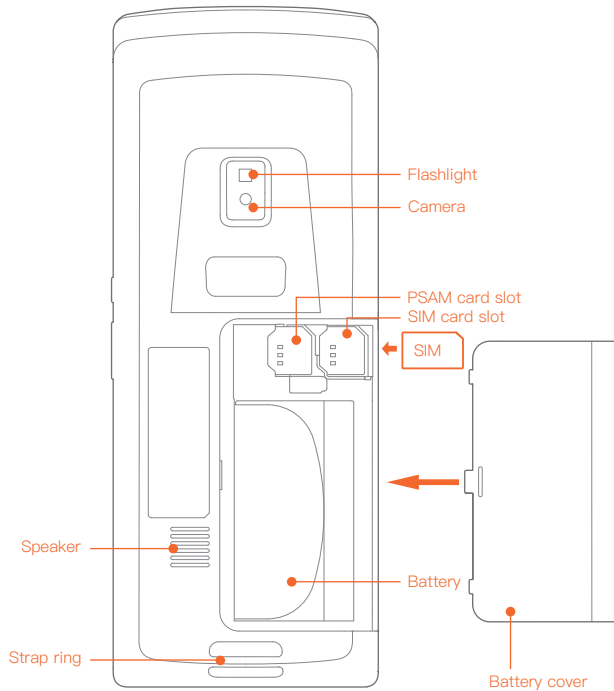 Flashlight
Camera
PSAM card slot
SIM card slot
SIM
Speaker
Battery
Strap ring
Battery cover